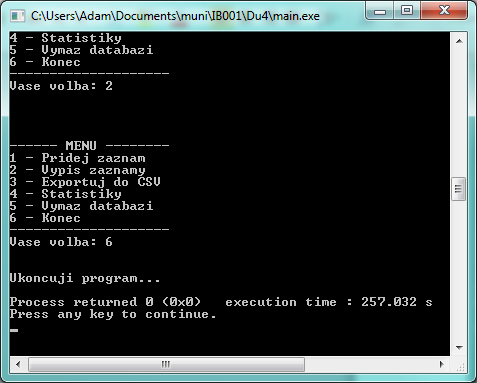 C:\Users\Adam\Documents\muni\IB001\Du4\main.exe
4 - Statistiky
5 - Vymaz databazi
6 - Konec
--------------------
Vase volba: 2
------ MENU --------
1 - Pridej zaznam
2 - Vypis zaznamy
3 - Exportuj do CSV
4 - Statistiky
5 - Vymaz databazi
6 - Konec
--------------------
Vase volba: 6
Ukoncuji program...
Process returned 0 (0x0)   execution time : 257.032 s
Press any key to continue.